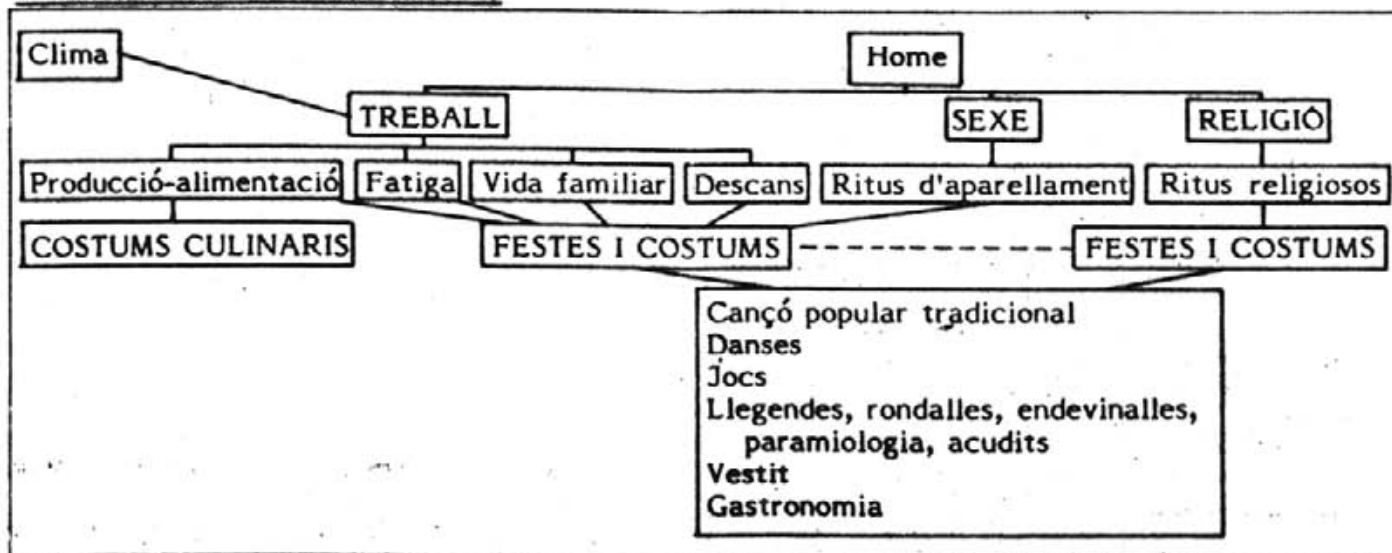 Clima
Home
TREBALL
SEXE
RELIGIÓ
Producció-alimentació
Fatiga
Vida familiar
Descans
Ritus d'aparellament
Ritus religiosos
COSTUMS CULINARIS
FESTES I COSTUMS
FESTES I COSTUMS
Cançó popular tradicional
Danses
Jocs
Llegendes, rondalles, endevinalles,
paramiologia, acudits
Vestit
Gastronomia